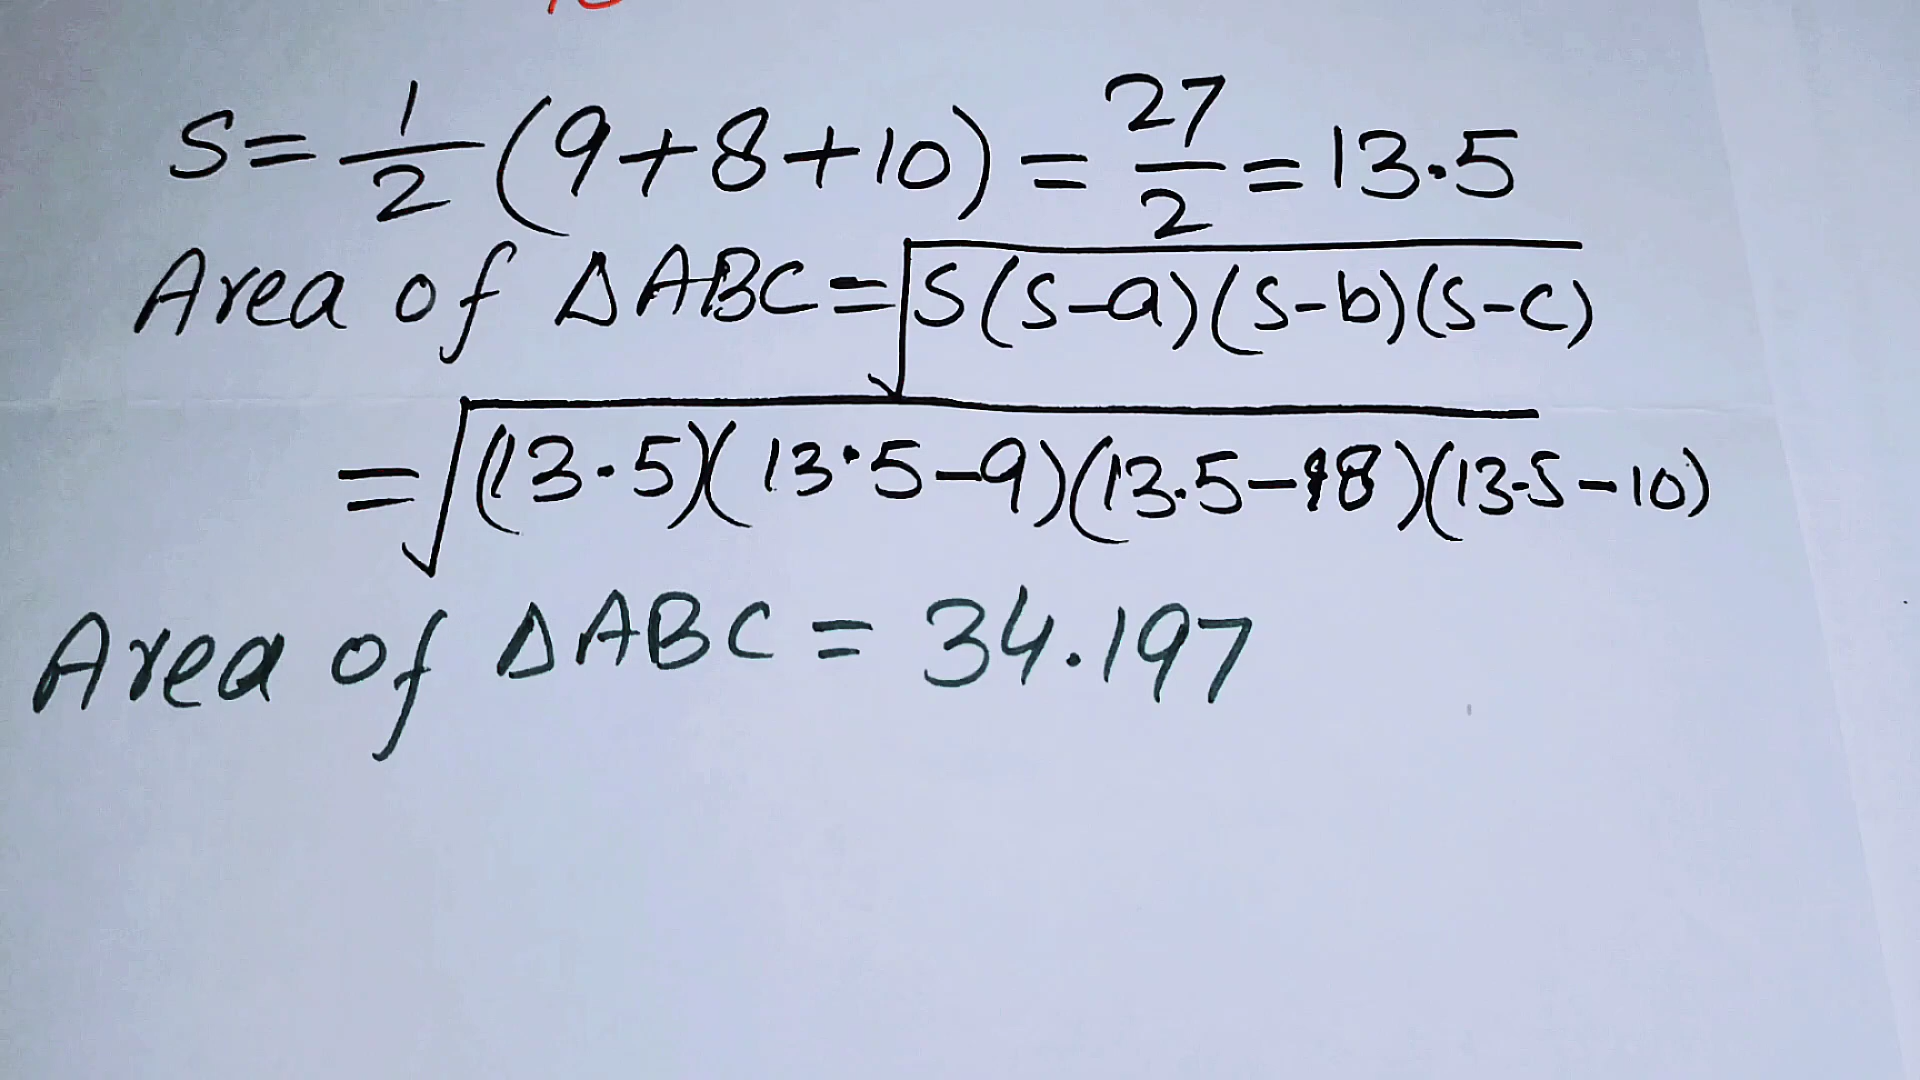 S = 1/2 (9+8+10) = 27/2 = 13.5
Area of ΔABC = √S(S-a)(S-b)(S-c)
= √(13.5)(13.5-9)(13.5-8)(13.5-10)
Area of ΔABC = 34.197